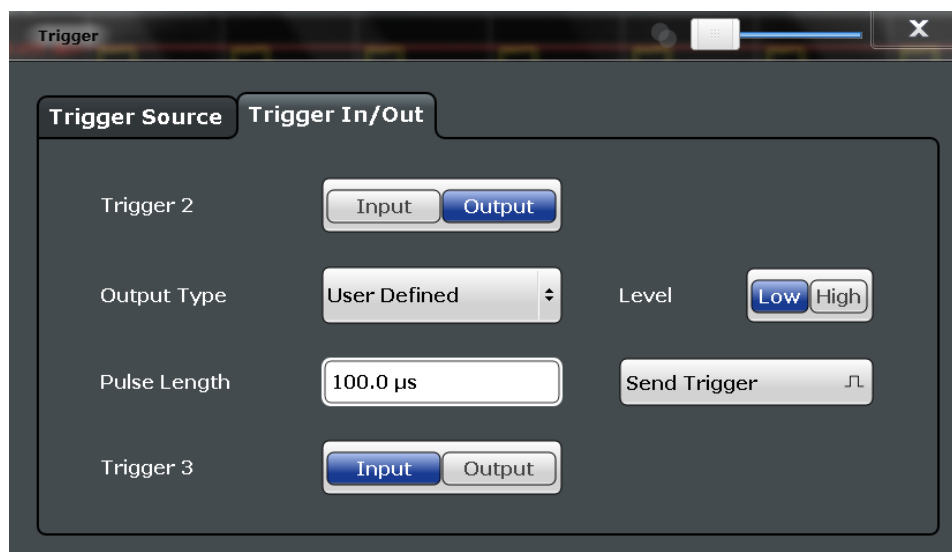 Trigger
X
Trigger Source Trigger In/Out
Trigger 2 Input Output
Output Type User Defined Level Low High
Pulse Length 100.0 µs Send Trigger
Trigger 3 Input Output